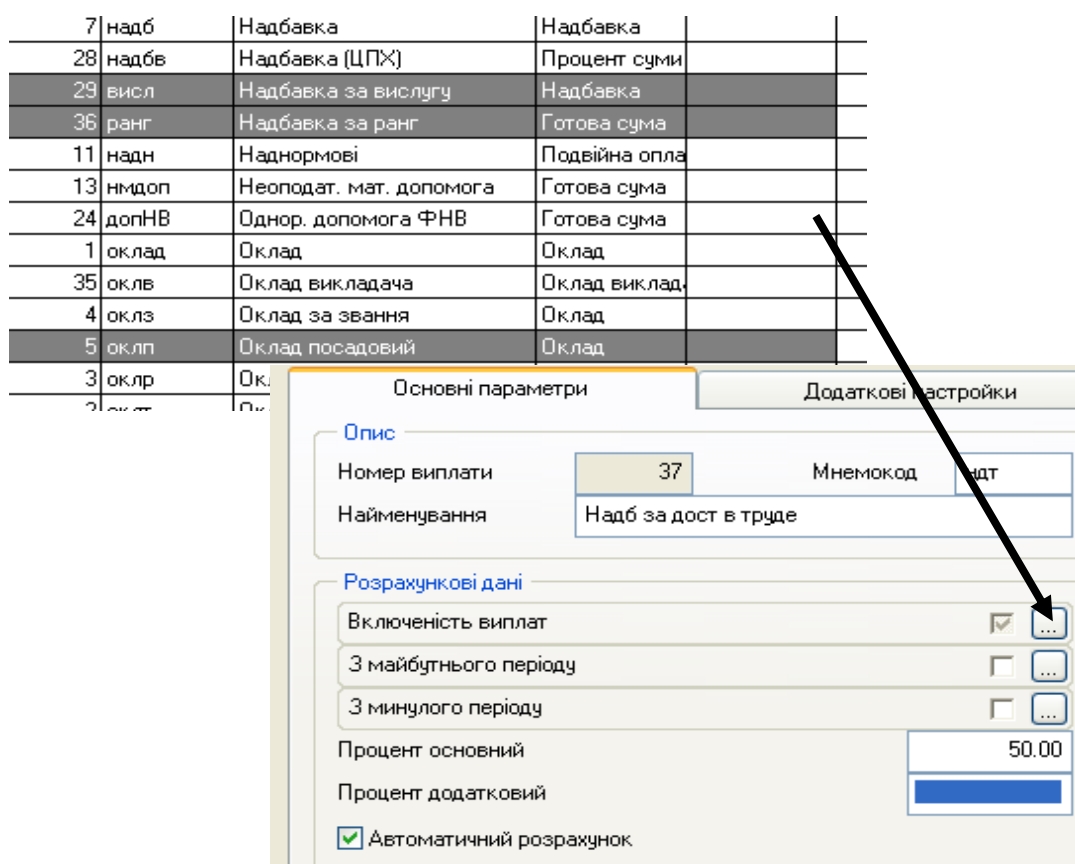 7 надб Надбавка Надбавка
28 надбв Надбавка (ЦПХ) Процент суми
29 висл Надбавка за вислугу Надбавка
36 ранг Надбавка за ранг Готова сума
11 надн Наднормові Подвійна опла
13 нмдоп Неоподат. мат. допомога Готова сума
24 допНВ Однор. допомога ФНВ Готова сума
1 оклад Оклад Оклад
35 оклв Оклад викладача Оклад виклад
4 оклз Оклад за звання Оклад
5 оклп Оклад посадовий Оклад
3 оклр Ок
Основні параметри Додаткові настройки
Опис
Номер виплати 37 Мнемокод ндт
Найменування Надб за дост в труде
Розрахункові дані
Включеність виплат ...
З майбутнього періоду ...
З минулого періоду ...
Процент основний 50.00
Процент додатковий
Автоматичний розрахунок